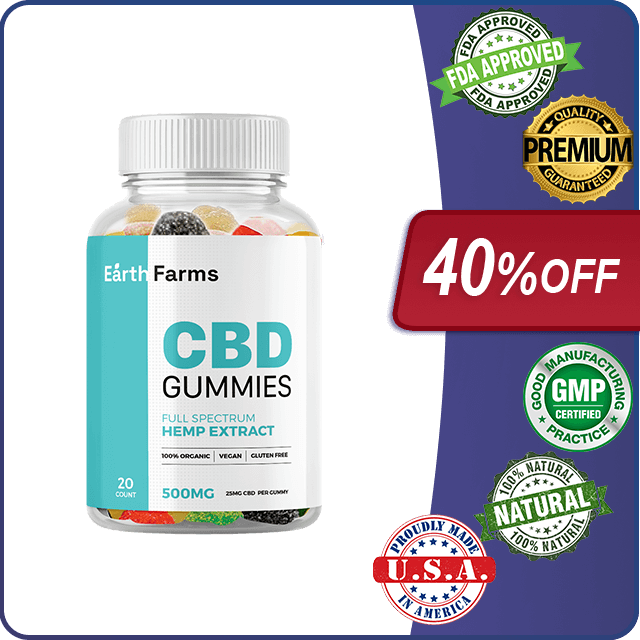 Earth Farms
CBD
GUMMIES
FULL SPECTRUM
HEMP EXTRACT
100% ORGANIC | VEGAN | GLUTEN FREE
20
COUNT
500MG
25MG CBD PER GUMMY
FDA APPROVED
FDA APPROVED
FDA APPROVED
QUALITY
PREMIUM
GUARANTEED
40%OFF
GOOD MANUFACTURING
GMP
CERTIFIED
PRACTICE
100% NATURAL
NATURAL
100% NATURAL
PROUDLY MADE
U.S.A.
IN AMERICA